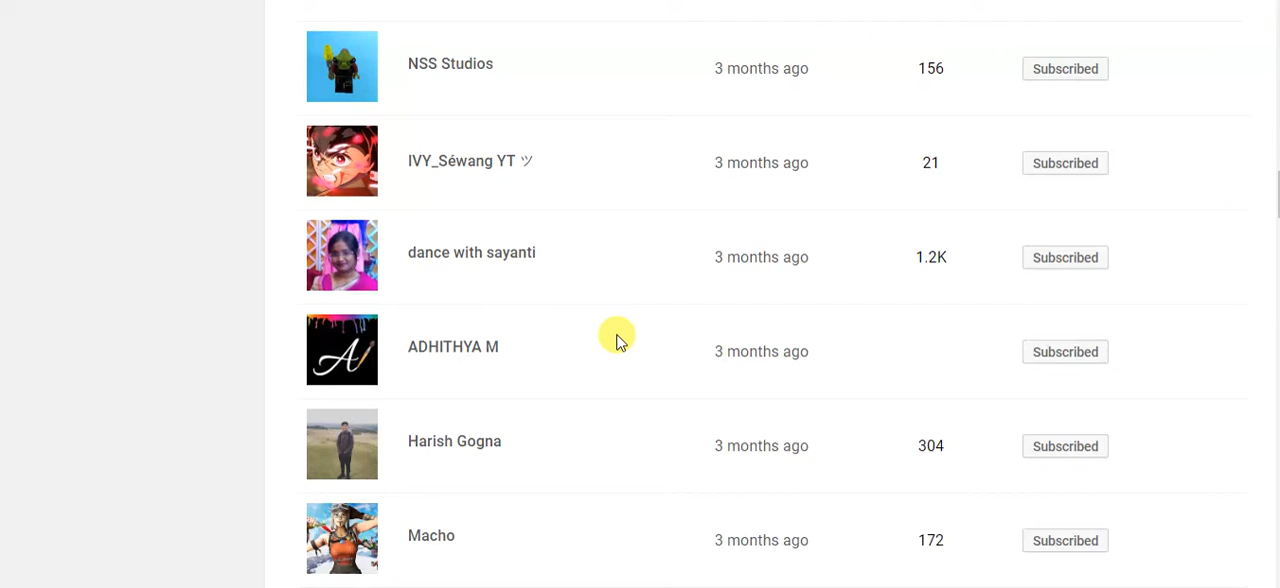 NSS Studios 3 months ago 156 Subscribed
IVY_Séwang YT ツ 3 months ago 21 Subscribed
dance with sayanti 3 months ago 1.2K Subscribed
A
ADHITHYA M 3 months ago Subscribed
Harish Gogna 3 months ago 304 Subscribed
Macho 3 months ago 172 Subscribed